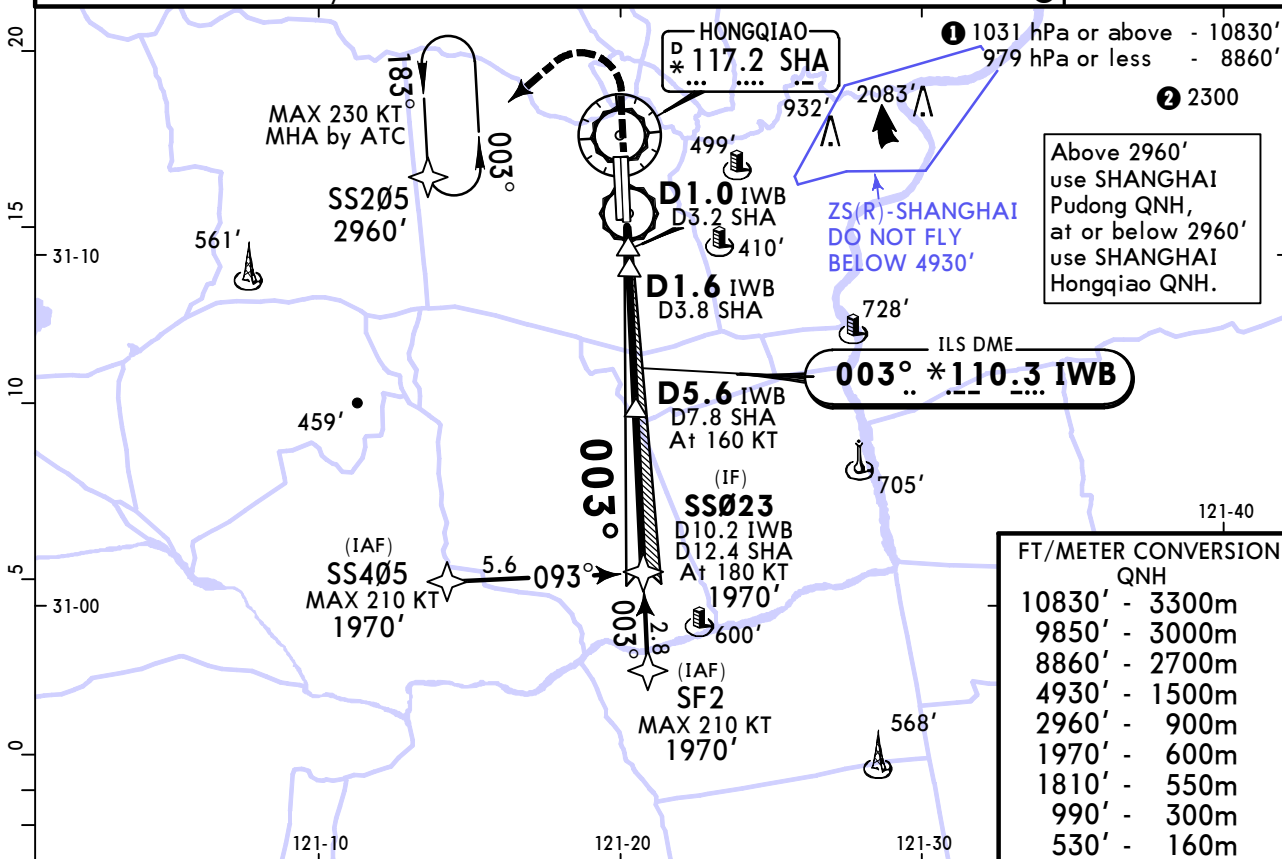 20
15
10
5
0
HONGQIAO
D
* 117.2 SHA
❶ 1031 hPa or above - 10830'
979 hPa or less - 8860'
❷ 2300
183°
003°
MAX 230 KT
MHA by ATC
SS2Ø5
2960'
932'
2083'
499'
Above 2960'
use SHANGHAI
Pudong QNH,
at or below 2960'
use SHANGHAI
Hongqiao QNH.
D1.0 IWB
D3.2 SHA
ZS(R)-SHANGHAI
DO NOT FLY
BELOW 4930'
561'
410'
31-10
D1.6 IWB
D3.8 SHA
728'
ILS DME
003° *110.3 IWB
D5.6 IWB
D7.8 SHA
At 160 KT
459'
003°
705'
(IF)
SSØ23
D10.2 IWB
D12.4 SHA
At 180 KT
1970'
121-40
(IAF)
SS4Ø5
MAX 210 KT
1970'
5.6
093°
31-00
003°
2.8
600'
(IAF)
SF2
MAX 210 KT
1970'
568'
FT/METER CONVERSION
QNH
10830' - 3300m
9850' - 3000m
8860' - 2700m
4930' - 1500m
2960' - 900m
1970' - 600m
1810' - 550m
990' - 300m
530' - 160m
121-10
121-20
121-30